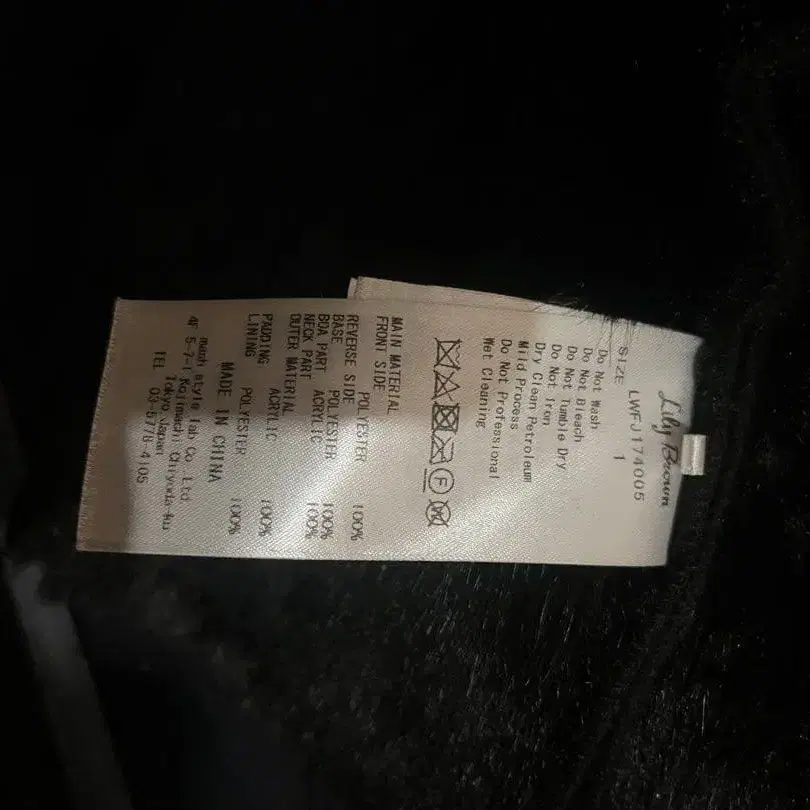 Lily Brown
LWFJ174005
SIZE 1
Do Not Wash
Do Not Bleach
Do Not Tumble Dry
Do Not Iron
Dry Clean Petroleum
Mild Process
Do Not Professional
Wet Cleaning
F
MAIN MATERIAL
FRONT SIDE
POLYESTER 100%
REVERSE SIDE
BASE POLYESTER 100%
BOA PART ACRYLIC 100%
NECK PART
OUTER MATERIAL
ACRYLIC 100%
PADDING
LINING POLYESTER 100%
MADE IN CHINA
mash style lab Co.Ltd.
4F 5-7-1 Kojimachi Chiyoda-ku
Tokyo Japan
TEL 03-5778-4105